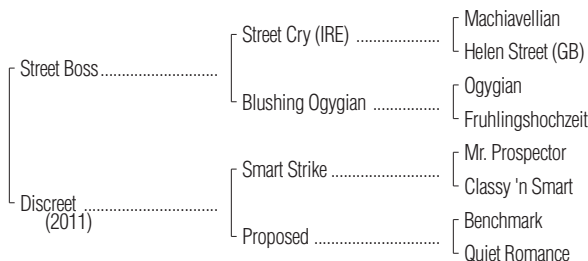 Machiavellian
Street Cry (IRE) ....................
Helen Street (GB)
Street Boss ..............................
Ogygian
Blushing Ogygian ................
Fruhlingshochzeit
Mr. Prospector
Smart Strike ...........................
Classy 'n Smart
Discreet ..................................
(2011)
Benchmark
Proposed ...............................
Quiet Romance